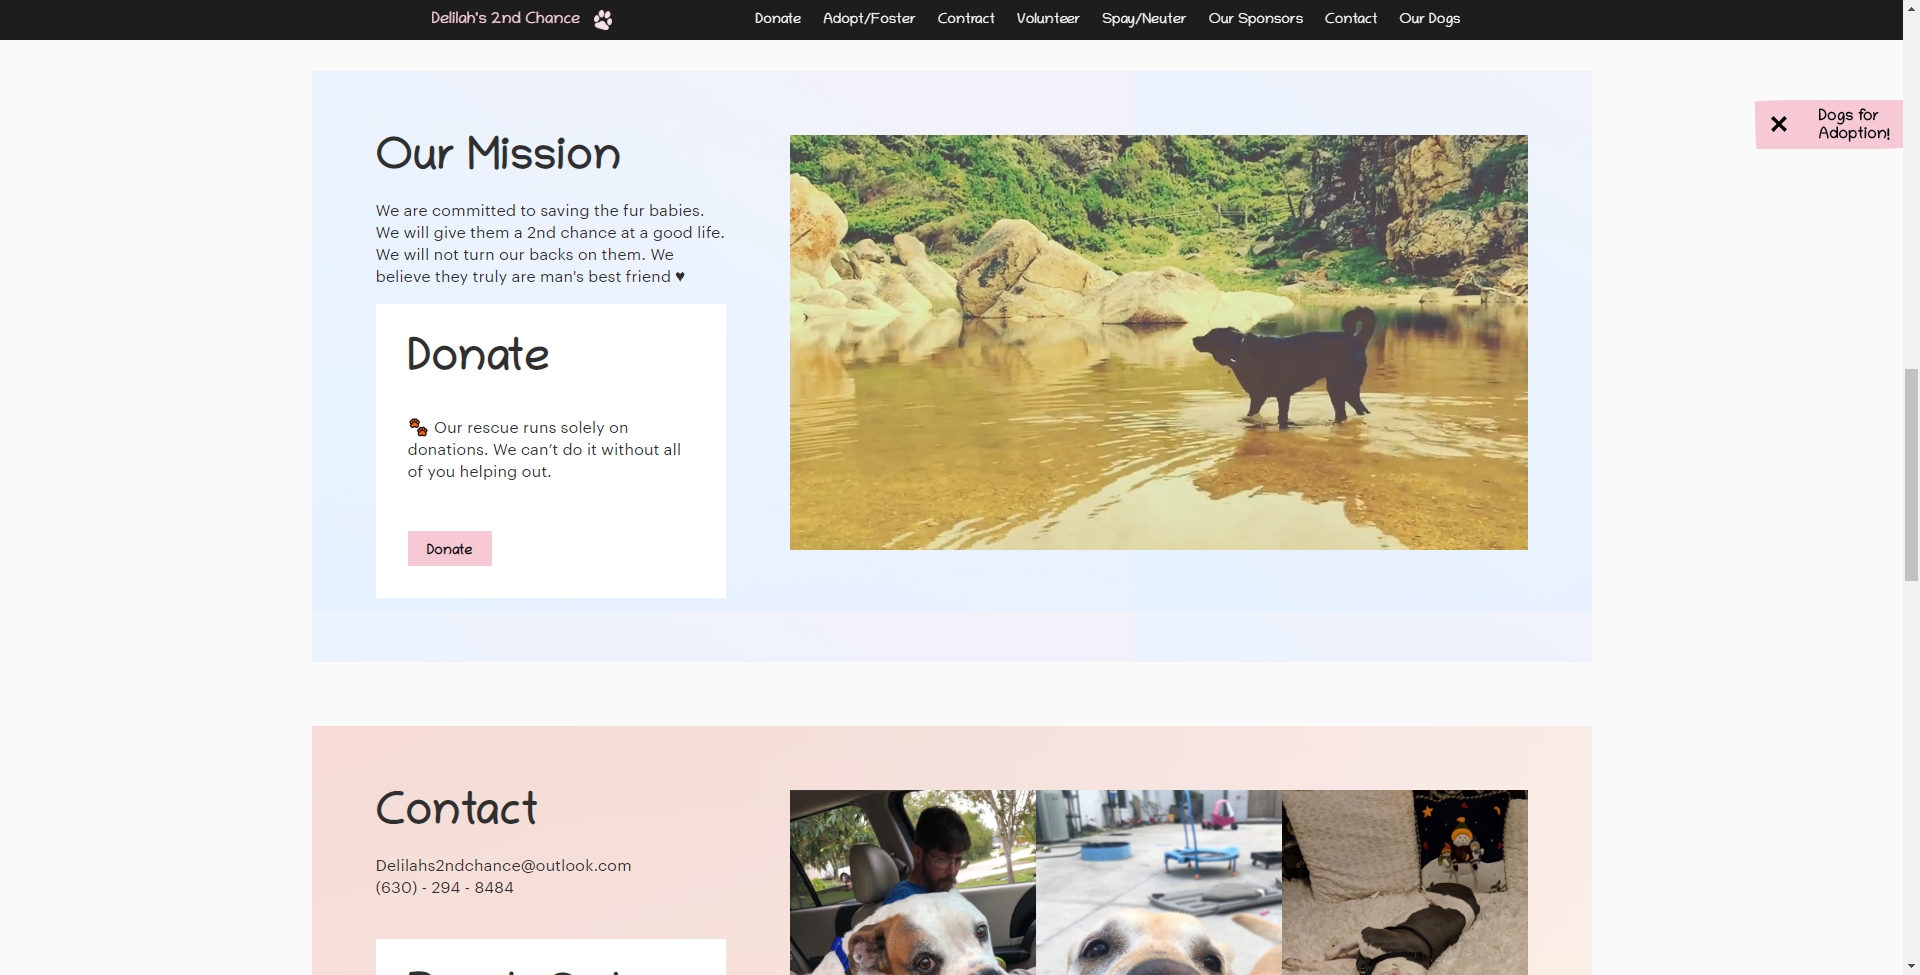 Delilah's 2nd Chance
Donate Adopt/Foster Contract Volunteer Spay/Neuter Our Sponsors Contact Our Dogs
Dogs for
Adoption!
Our Mission
We are committed to saving the fur babies.
We will give them a 2nd chance at a good life.
We will not turn our backs on them. We
believe they truly are man's best friend ♥
Donate
🐾 Our rescue runs solely on
donations. We can’t do it without all
of you helping out.
Donate
Contact
Delilahs2ndchance@outlook.com
(630) - 294 - 8484